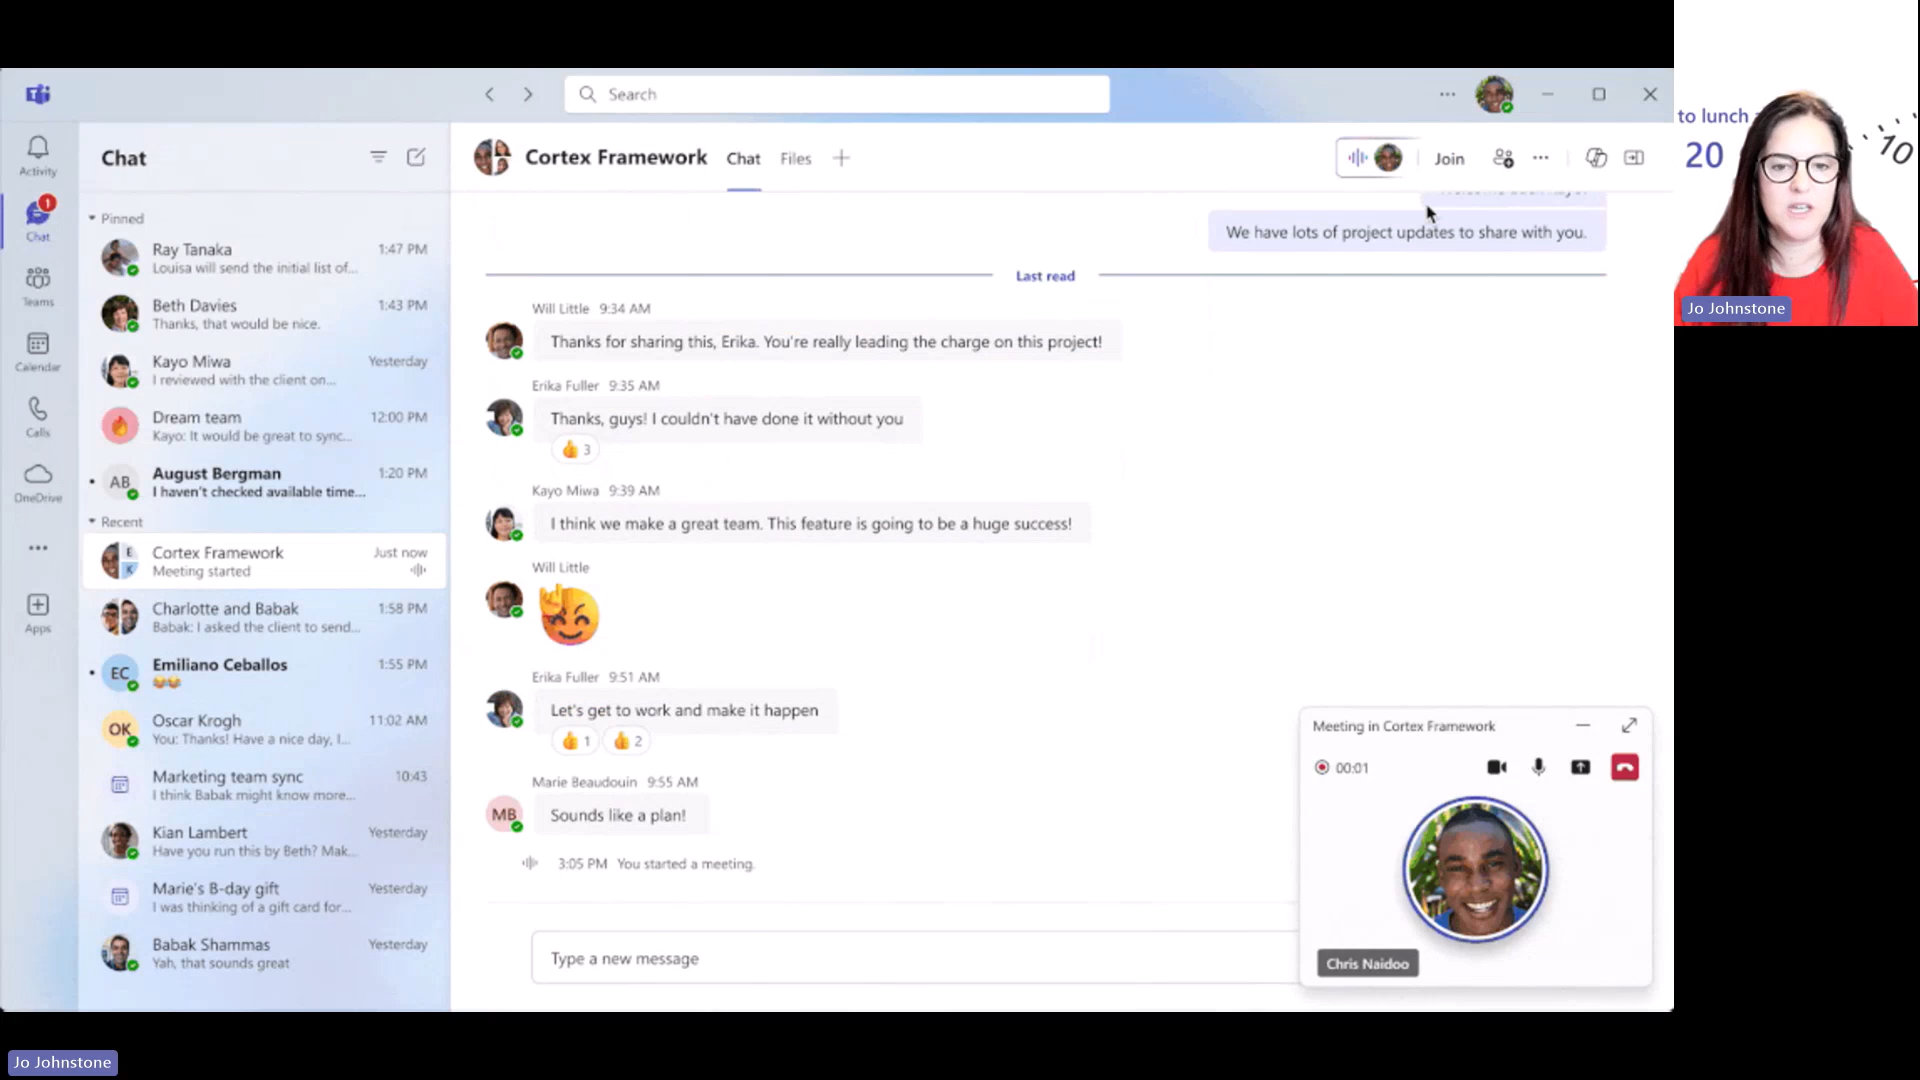 Search
Activity
1
Chat
Teams
Calendar
Calls
OneDrive
Apps
Chat
Pinned
Ray Tanaka 1:47 PM
Louisa will send the initial list of...
Beth Davies 1:43 PM
Thanks, that would be nice.
Kayo Miwa Yesterday
I reviewed with the client on...
Dream team 12:00 PM
Kayo: It would be great to sync...
AB August Bergman 1:20 PM
I haven't checked available time...
Recent
E
K
Cortex Framework Just now
Meeting started
Charlotte and Babak 1:58 PM
Babak: I asked the client to send...
EC Emiliano Ceballos 1:55 PM
OK Oscar Krogh 11:02 AM
You: Thanks! Have a nice day, I...
Marketing team sync 10:43
I think Babak might know more...
Kian Lambert Yesterday
Have you run this by Beth? Mak...
Marie's B-day gift Yesterday
I was thinking of a gift card for...
Babak Shammas Yesterday
Yah, that sounds great
Cortex Framework Chat Files
Join
We have lots of project updates to share with you.
Last read
Will Little 9:34 AM
Thanks for sharing this, Erika. You're really leading the charge on this project!
Erika Fuller 9:35 AM
Thanks, guys! I couldn't have done it without you
3
Kayo Miwa 9:39 AM
I think we make a great team. This feature is going to be a huge success!
Will Little
Erika Fuller 9:51 AM
Let's get to work and make it happen
1 2
Marie Beaudouin 9:55 AM
MB Sounds like a plan!
3:05 PM You started a meeting.
Type a new message
Meeting in Cortex Framework
00:01
Chris Naidoo
to lunch
20
10
Jo Johnstone
Jo Johnstone